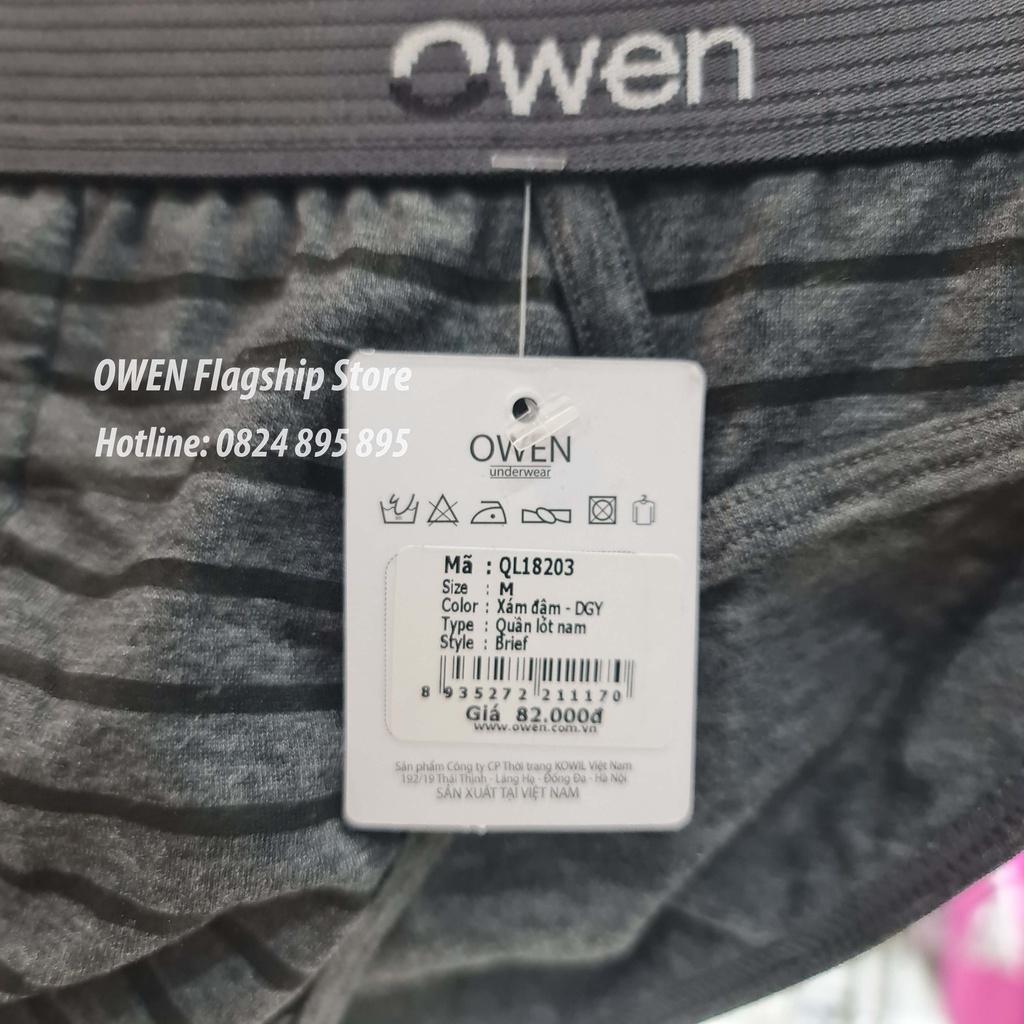 Owen
OWEN Flagship Store
Hotline: 0824 895 895
OWEN
underwear
Mã : QL18203
Size : M
Color : Xám đậm - DGY
Type : Quần lót nam
Style : Brief
8 935272 211170
Giá 82.000đ
www.owen.com.vn
Sản phẩm Công ty CP Thời trang KOWIL Việt Nam
192/19 Thái Thịnh - Láng Hạ - Đống Đa - Hà Nội
SẢN XUẤT TẠI VIỆT NAM